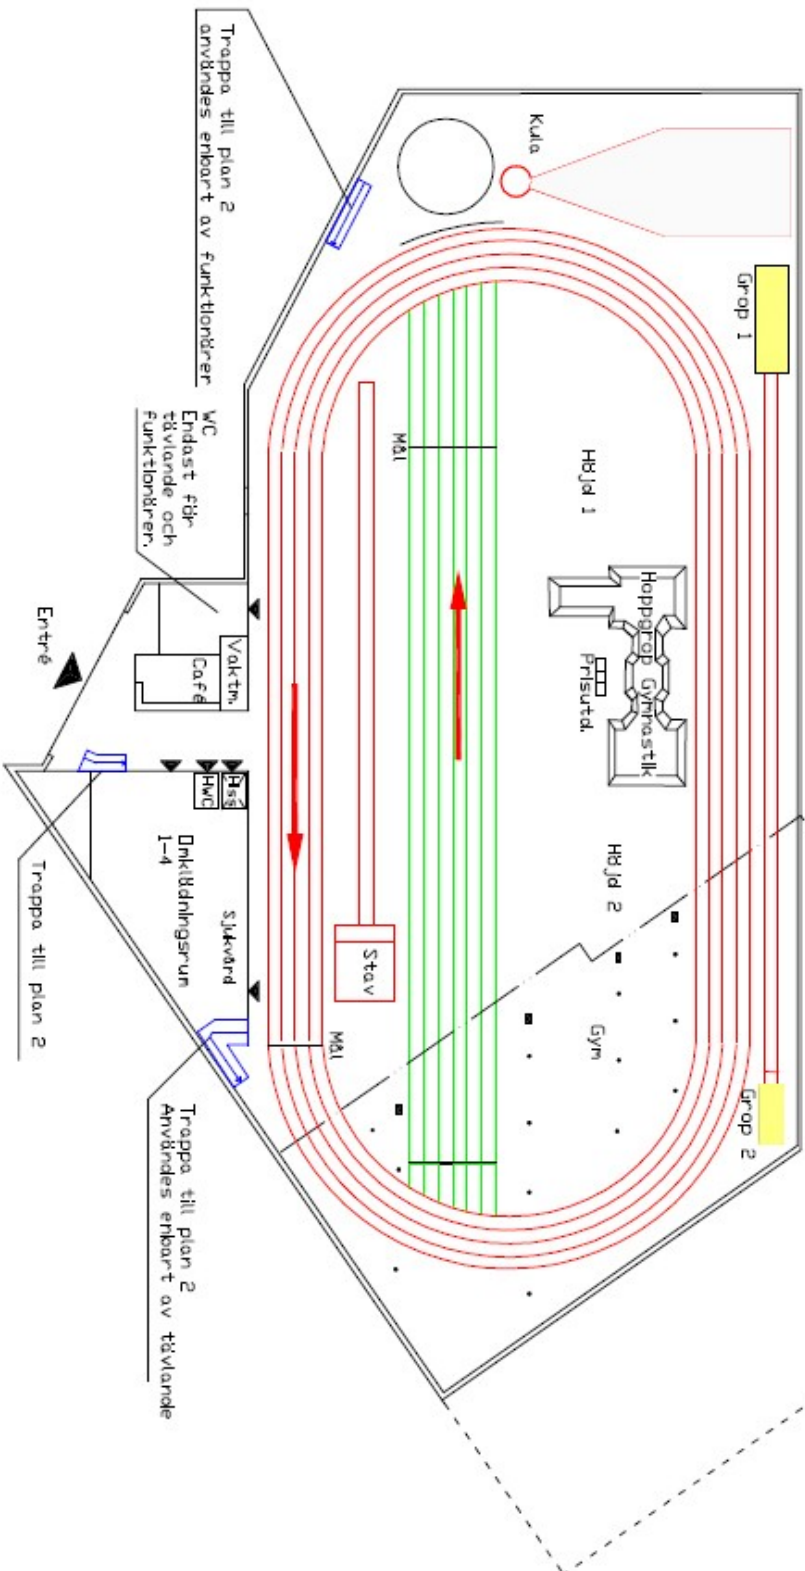 Trappa till plan 2
användes enbart av funktionärer
Kula
Grop 1
WC
Endast för
tävlande och
funktionärer.
Mål
Höjd 1
Hoppgrop Gymnastik
Prisutd.
Entré
Vaktm.
Café
HWC
Hss
Omklädningsrum
1-4
Sjukvård
Stav
Höjd 2
Gym
Mål
Grop 2
Trappa till plan 2
Trappa till plan 2
Användes enbart av tävlande